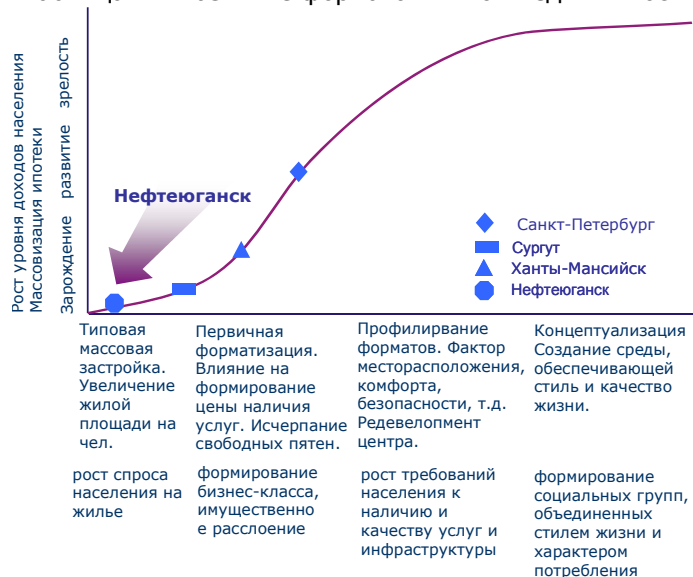 Рост уровня доходов населения
Массовизация ипотеки
Зарождение развитие зрелость
Нефтеюганск
Санкт-Петербург
Сургут
Ханты-Мансийск
Нефтеюганск
Типовая
массовая
застройка.
Увеличение
жилой
площади на
чел.
Первичная
форматизация.
Влияние на
формирование
цены наличия
услуг. Исчерпание
свободных пятен.
Профилирвание
форматов. Фактор
месторасположения,
комфорта,
безопасности, т.д.
Редевелопмент
центра.
Концептуализация
Создание среды,
обеспечивающей
стиль и качество
жизни.
рост спроса
населения на
жилье
формирование
бизнес-класса,
имущественно
е расслоение
рост требований
населения к
наличию и
качеству услуг и
инфраструктуры
формирование
социальных групп,
объединенных
стилем жизни и
характером
потребления